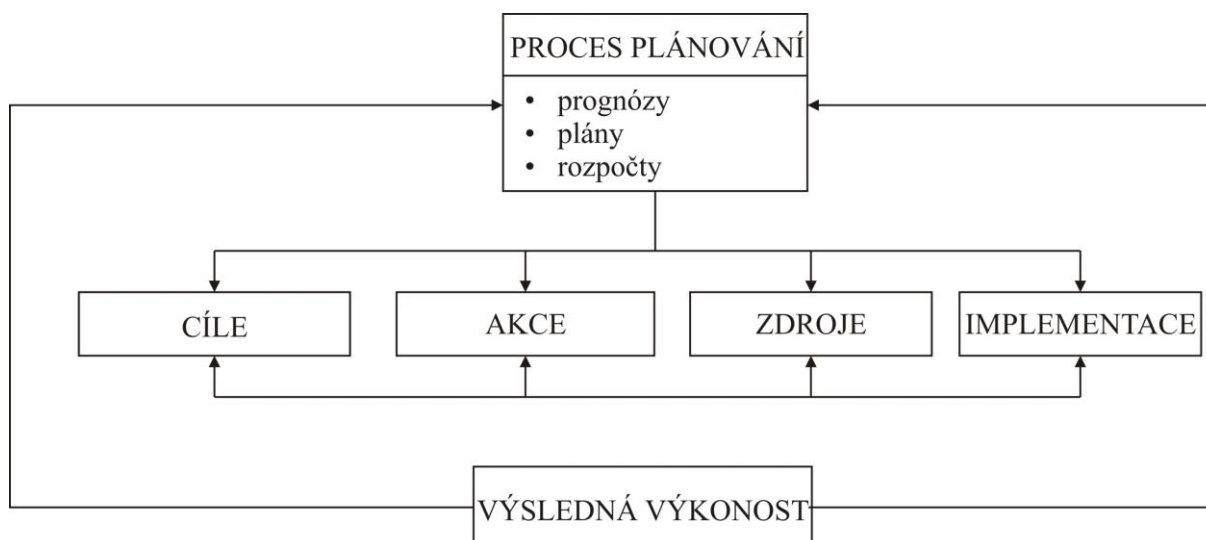 PROCES PLÁNOVÁNÍ
• prognózy
• plány
• rozpočty
CÍLE
AKCE
ZDROJE
IMPLEMENTACE
VÝSLEDNÁ VÝKONOST